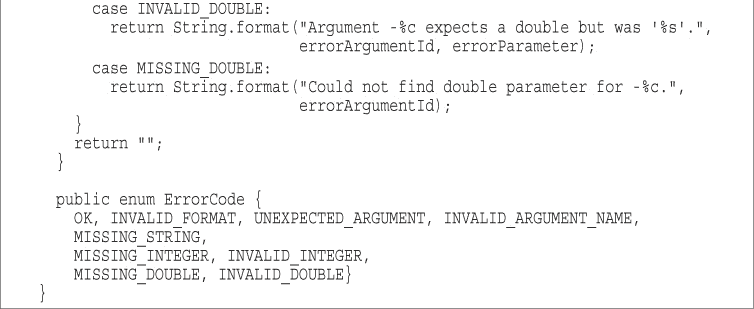 case INVALID_DOUBLE:
return String.format("Argument -%c expects a double but was '%s'.",
errorArgumentId, errorParameter);
case MISSING_DOUBLE:
return String.format("Could not find double parameter for -%c.",
errorArgumentId);
}
return "";
}
public enum ErrorCode {
OK, INVALID_FORMAT, UNEXPECTED_ARGUMENT, INVALID_ARGUMENT_NAME,
MISSING_STRING,
MISSING_INTEGER, INVALID_INTEGER,
MISSING_DOUBLE, INVALID_DOUBLE}
}